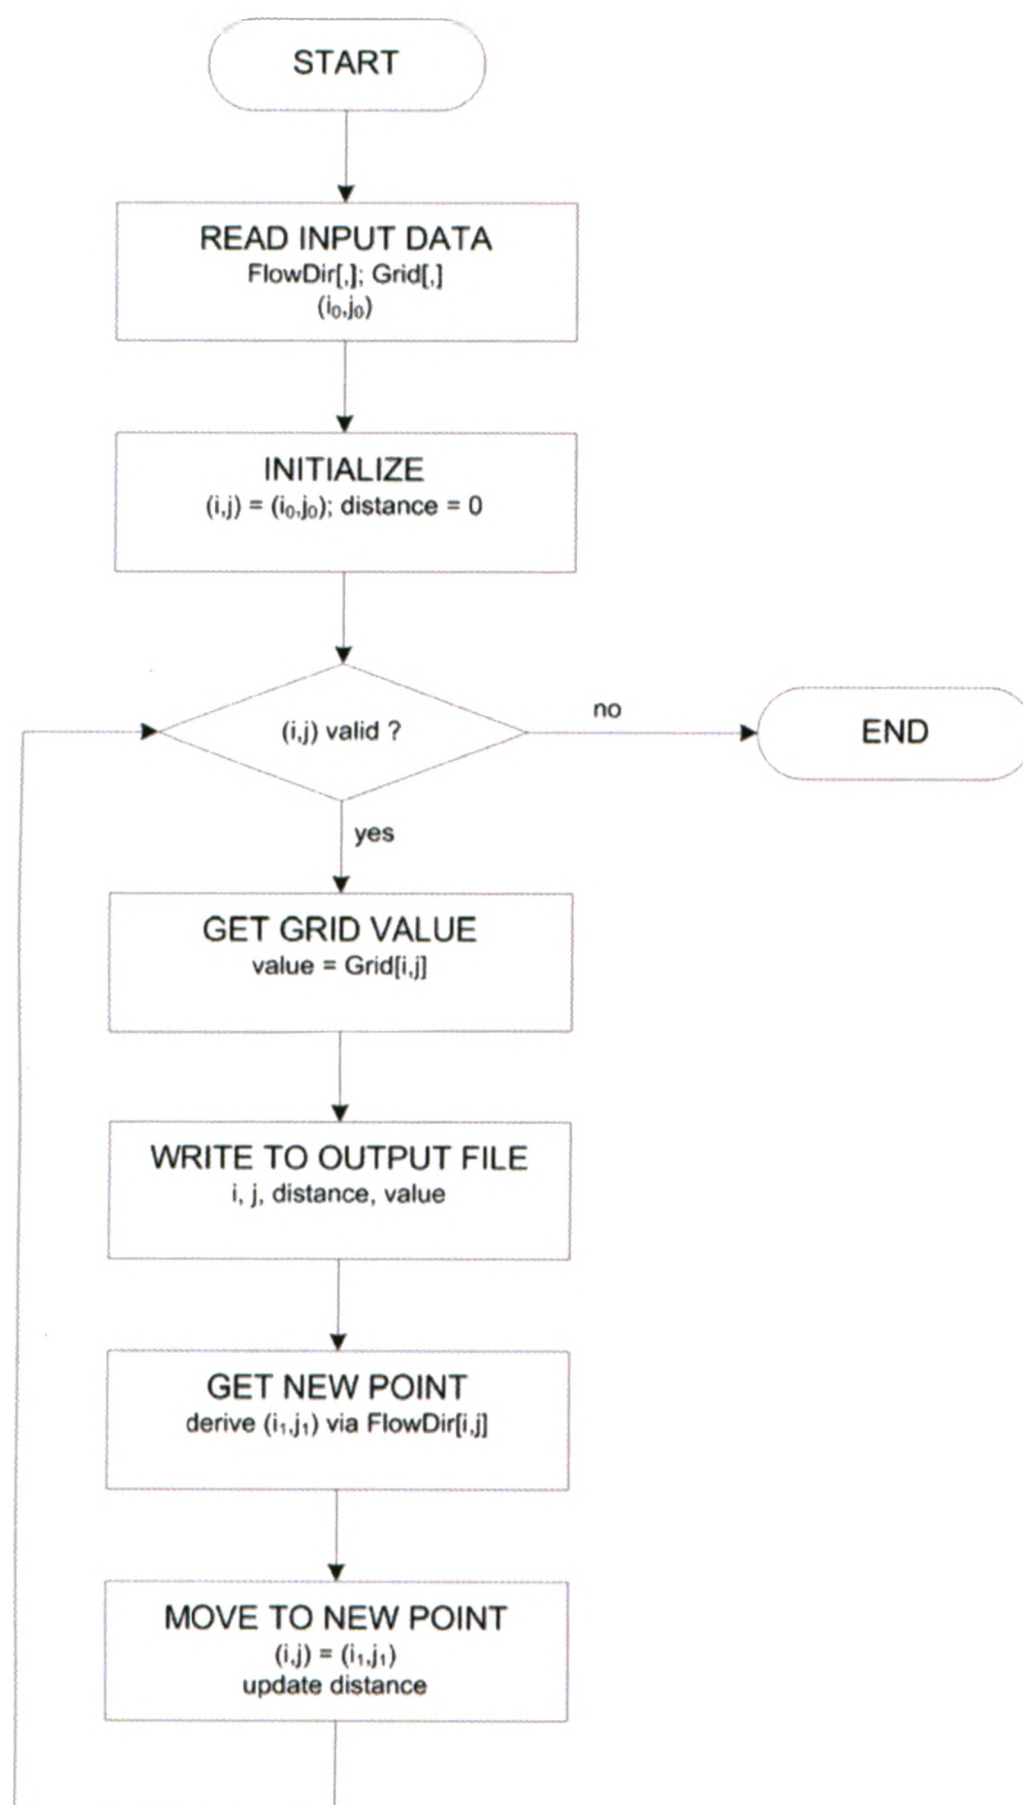 START
READ INPUT DATA
FlowDir[,]; Grid[,]
(i₀,j₀)
INITIALIZE
(i,j) = (i₀,j₀); distance = 0
(i,j) valid ?
no
END
yes
GET GRID VALUE
value = Grid[i,j]
WRITE TO OUTPUT FILE
i, j, distance, value
GET NEW POINT
derive (i₁,j₁) via FlowDir[i,j]
MOVE TO NEW POINT
(i,j) = (i₁,j₁)
update distance